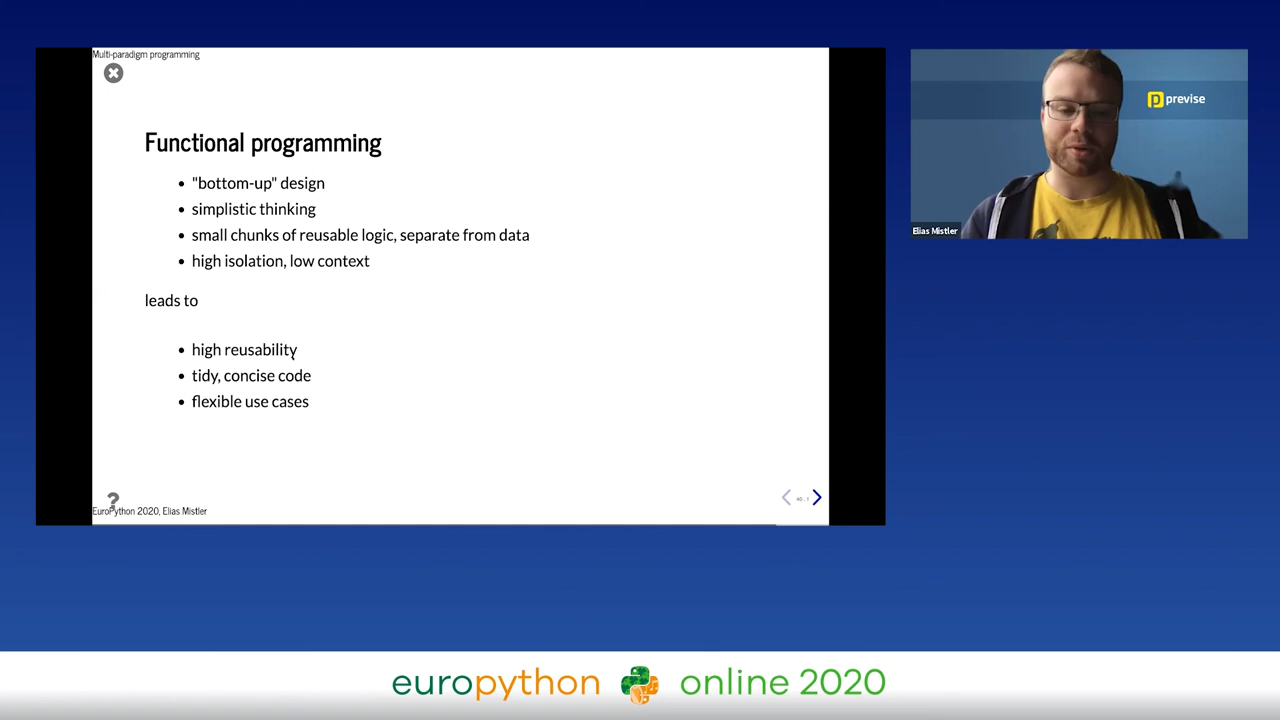 Multi-paradigm programming
Functional programming
• "bottom-up" design
• simplistic thinking
• small chunks of reusable logic, separate from data
• high isolation, low context
leads to
• high reusability
• tidy, concise code
• flexible use cases
?
EuroPython 2020, Elias Mistler
previse
Elias Mistler
europython online 2020